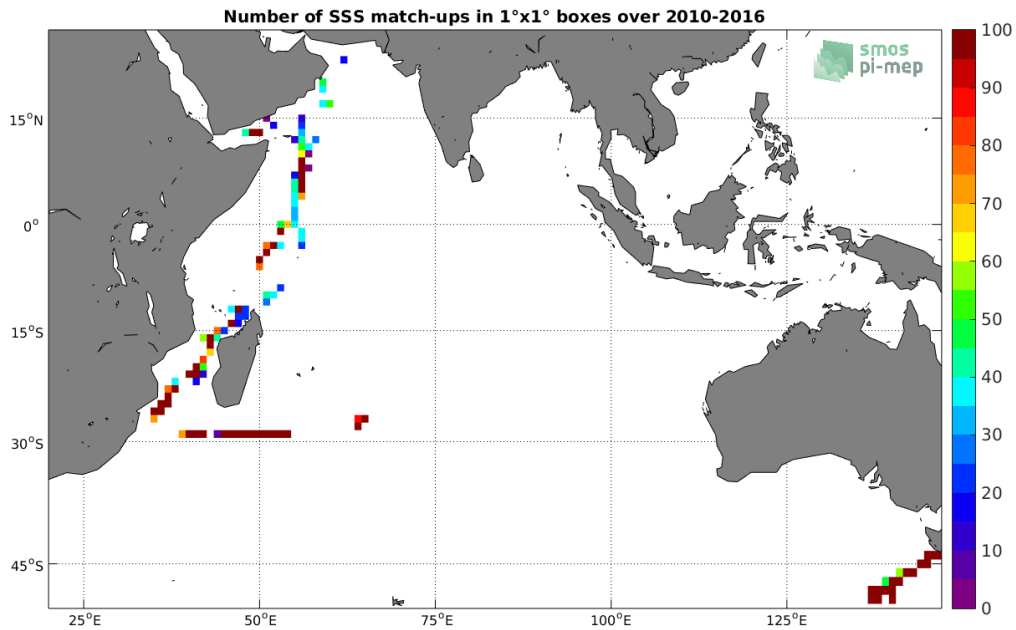 Number of SSS match-ups in 1°x1° boxes over 2010-2016
smos
pi-mep
100
90
80
70
60
50
40
30
20
10
0
15°N
0°
15°S
30°S
45°S
25°E
50°E
75°E
100°E
125°E